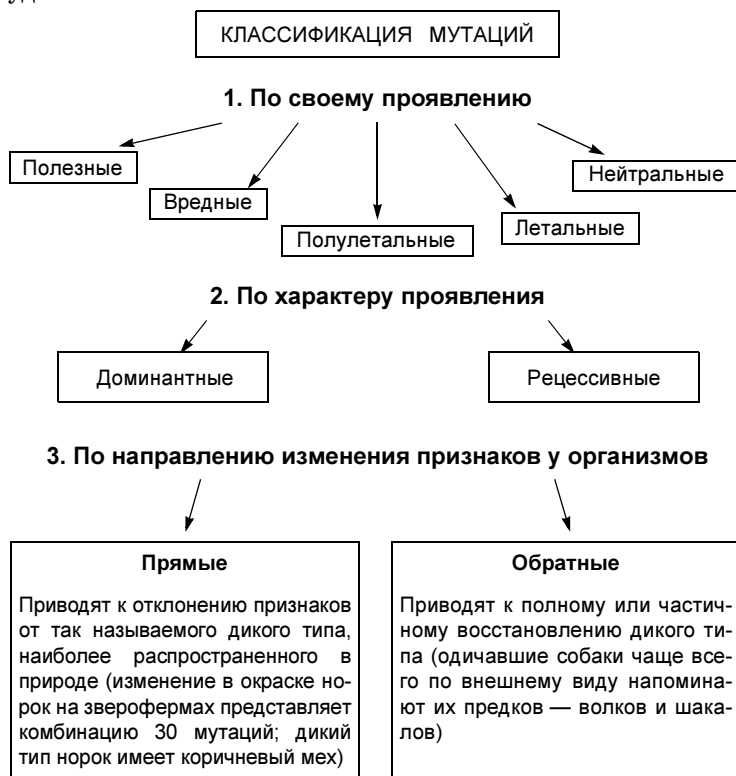 КЛАССИФИКАЦИЯ МУТАЦИЙ
1. По своему проявлению
Полезные
Вредные
Полулетальные
Летальные
Нейтральные
2. По характеру проявления
Доминантные
Рецессивные
3. По направлению изменения признаков у организмов
Прямые
Приводят к отклонению признаков
от так называемого дикого типа,
наиболее распространенного в
природе (изменение в окраске но-
рок на зверофермах представляет
комбинацию 30 мутаций; дикий
тип норок имеет коричневый мех)
Обратные
Приводят к полному или частич-
ному восстановлению дикого ти-
па (одичавшие собаки чаще все-
го по внешнему виду напомина-
ют их предков — волков и шака-
лов)